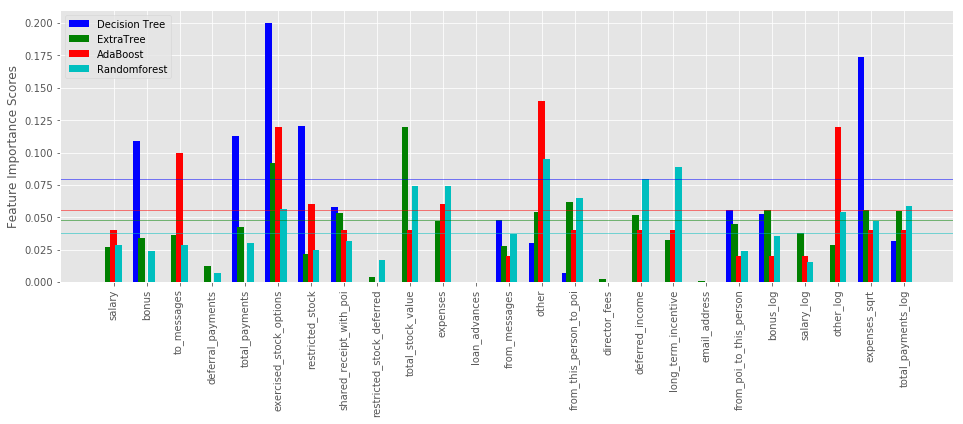 Decision Tree
ExtraTree
AdaBoost
Randomforest
Feature Importance Scores
0.200
0.175
0.150
0.125
0.100
0.075
0.050
0.025
0.000
salary
bonus
to_messages
deferral_payments
total_payments
exercised_stock_options
restricted_stock
shared_receipt_with_poi
restricted_stock_deferred
total_stock_value
expenses
loan_advances
from_messages
other
from_this_person_to_poi
director_fees
deferred_income
long_term_incentive
email_address
from_poi_to_this_person
bonus_log
salary_log
other_log
expenses_sqrt
total_payments_log